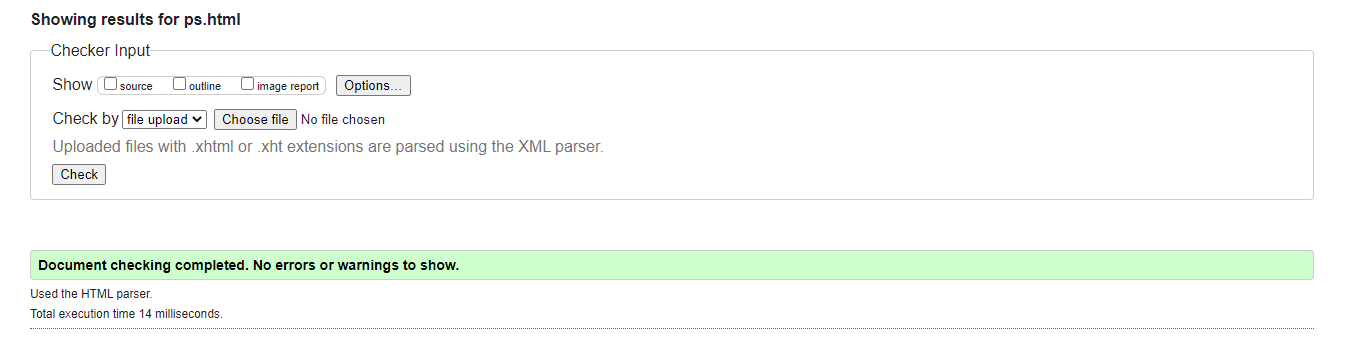 Showing results for ps.html
Checker Input
Show source outline image report Options...
Check by file upload Choose file No file chosen
Uploaded files with .xhtml or .xht extensions are parsed using the XML parser.
Check
Document checking completed. No errors or warnings to show.
Used the HTML parser.
Total execution time 14 milliseconds.